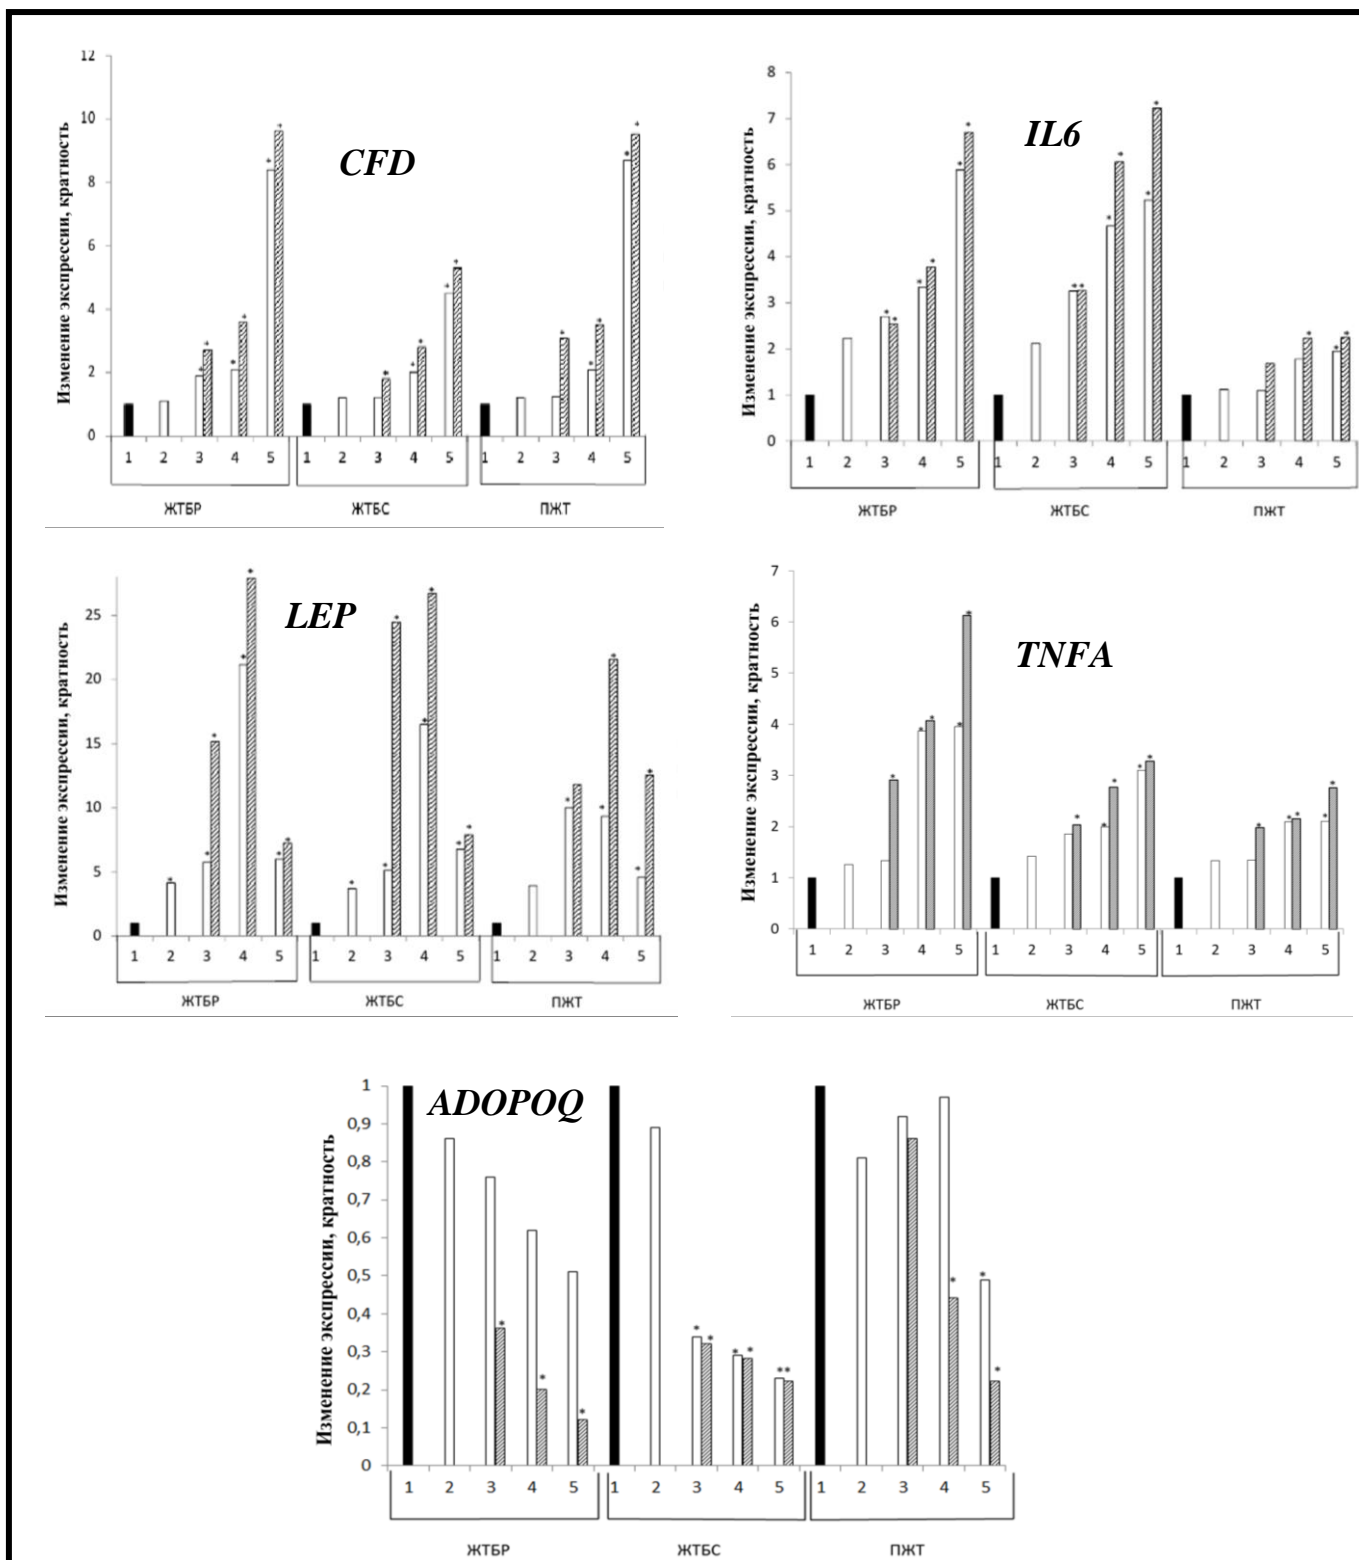 Изменение экспрессии, кратность
CFD
12
10
8
6
4
2
0
1 2 3 4 5 1 2 3 4 5 1 2 3 4 5
ЖТБР ЖТБС ПЖТ
Изменение экспрессии, кратность
IL6
8
7
6
5
4
3
2
1
0
1 2 3 4 5 1 2 3 4 5 1 2 3 4 5
ЖТБР ЖТБС ПЖТ
Изменение экспрессии, кратность
LEP
25
20
15
10
5
0
1 2 3 4 5 1 2 3 4 5 1 2 3 4 5
ЖТБР ЖТБС ПЖТ
Изменение экспрессии, кратность
TNFA
7
6
5
4
3
2
1
0
1 2 3 4 5 1 2 3 4 5 1 2 3 4 5
ЖТБР ЖТБС ПЖТ
Изменение экспрессии, кратность
ADOPOQ
1
0,9
0,8
0,7
0,6
0,5
0,4
0,3
0,2
0,1
0
1 2 3 4 5 1 2 3 4 5 1 2 3 4 5
ЖТБР ЖТБС ПЖТ